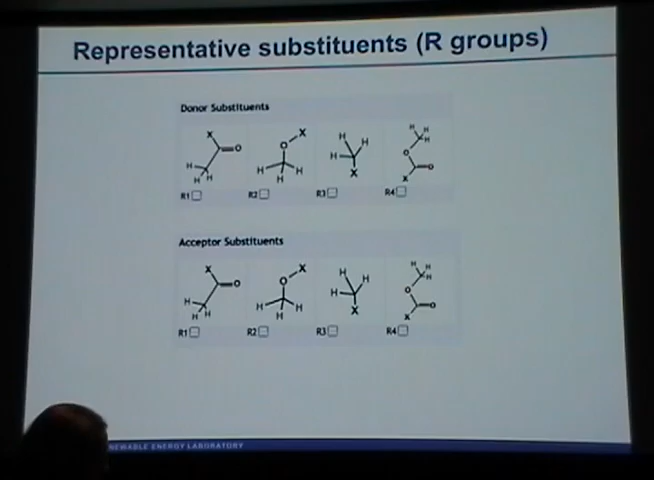 Representative substituents (R groups)
Donor Substituents
X O H H H
O X H H H
H H H X
H H H O O X
R1 R2 R3 R4
Acceptor Substituents
X O H H H
O X H H H
H H H X
H H H O O X
R1 R2 R3 R4
NEWABLE ENERGY LABORATORY